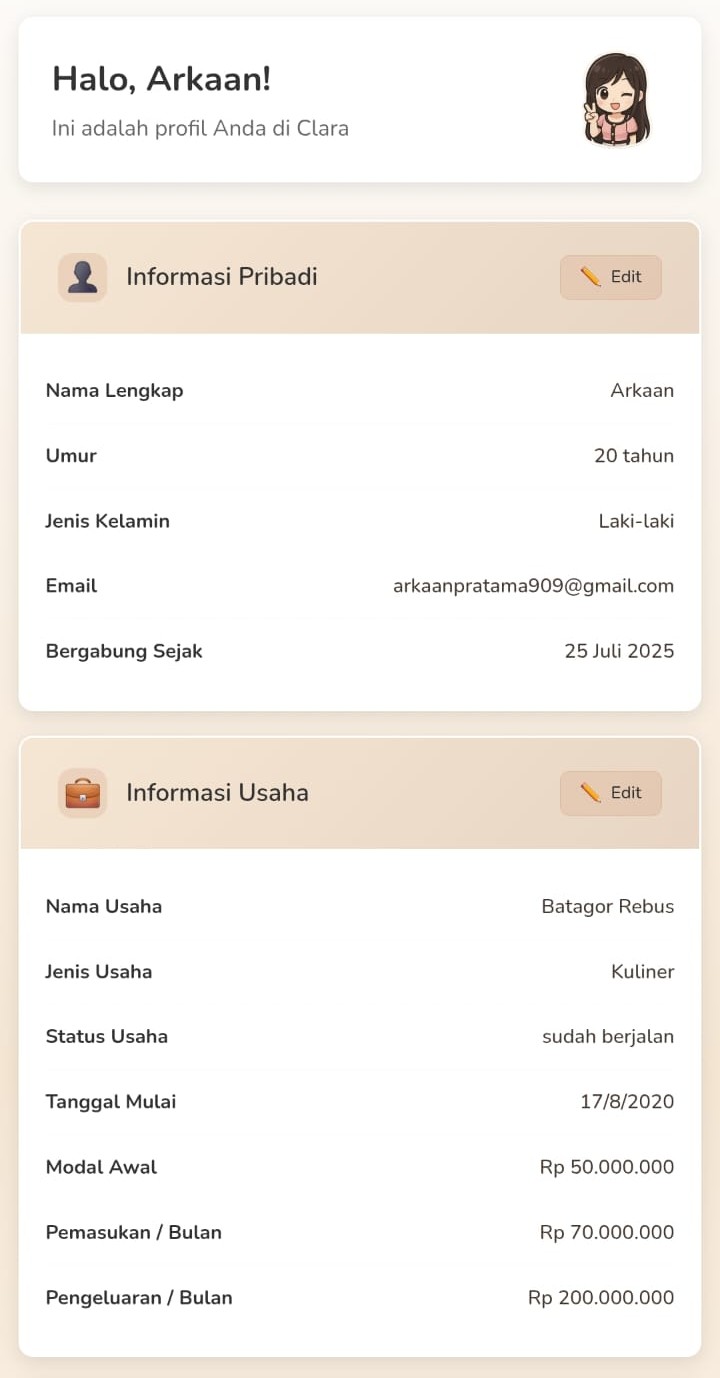 Halo, Arkaan!
Ini adalah profil Anda di Clara
Informasi Pribadi
Edit
Nama Lengkap Arkaan
Umur 20 tahun
Jenis Kelamin Laki-laki
Email arkaanpratama909@gmail.com
Bergabung Sejak 25 Juli 2025
Informasi Usaha
Edit
Nama Usaha Batagor Rebus
Jenis Usaha Kuliner
Status Usaha sudah berjalan
Tanggal Mulai 17/8/2020
Modal Awal Rp 50.000.000
Pemasukan / Bulan Rp 70.000.000
Pengeluaran / Bulan Rp 200.000.000